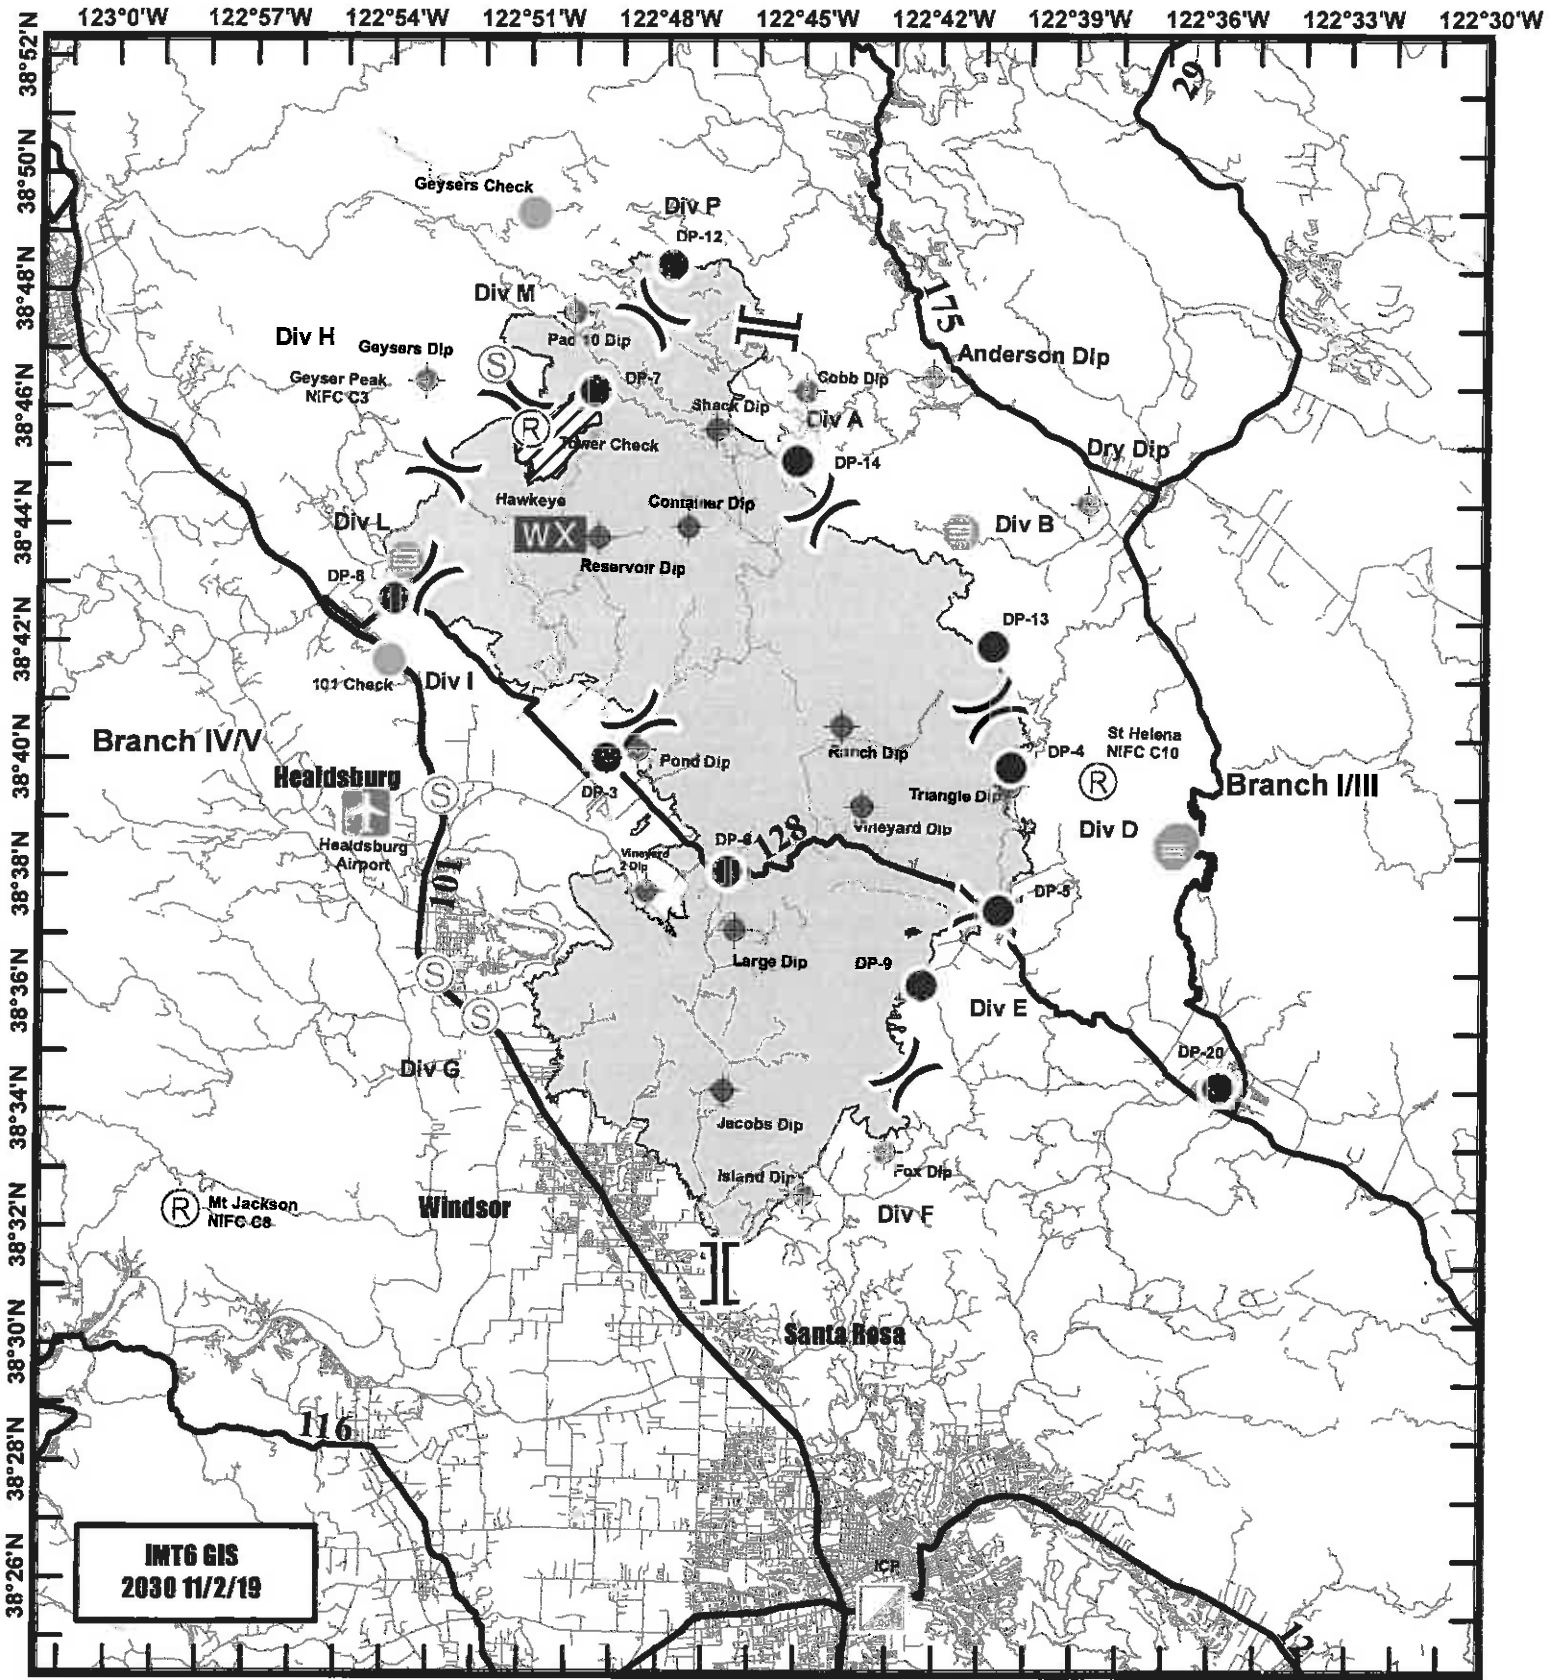 123°0'W 122°57'W 122°54'W 122°51'W 122°48'W 122°45'W 122°42'W 122°39'W 122°36'W 122°33'W 122°30'W
38°52'N
29
38°50'N
Geysers Check
Div P
DP-12
38°48'N
Div M
175
Div H
Geysers Dip
Pad 10 Dip
Anderson Dip
S
Geyser Peak
NIFC C3
DP-7
Cobb Dip
38°46'N
Shack Dip
Div A
R
Tower Check
Dry Dip
DP-14
Hawkeye
Container Dip
38°44'N
Div L
WX
Div B
Reservoir Dip
DP-8
DP-13
38°42'N
101 Check
Div I
Branch IV/V
38°40'N
St Helena
NIFC C10
DP-4
Ranch Dip
Pond Dip
Healdsburg
R
Branch I/III
S
DP-3
Triangle Dip
Vineyard Dip
Div D
Healdsburg
Airport
DP-6
128
Vineyard
2 Dip
38°38'N
101
DP-5
Large Dip
DP-9
38°36'N
S
Div E
S
DP-20
Div G
38°34'N
Jacobs Dip
Island Dip
Fox Dip
R
Mt Jackson
NIFC C8
Windsor
Div F
38°32'N
Santa Rosa
38°30'N
116
38°28'N
IMT6 GIS
2030 11/2/19
ICP
38°26'N
12